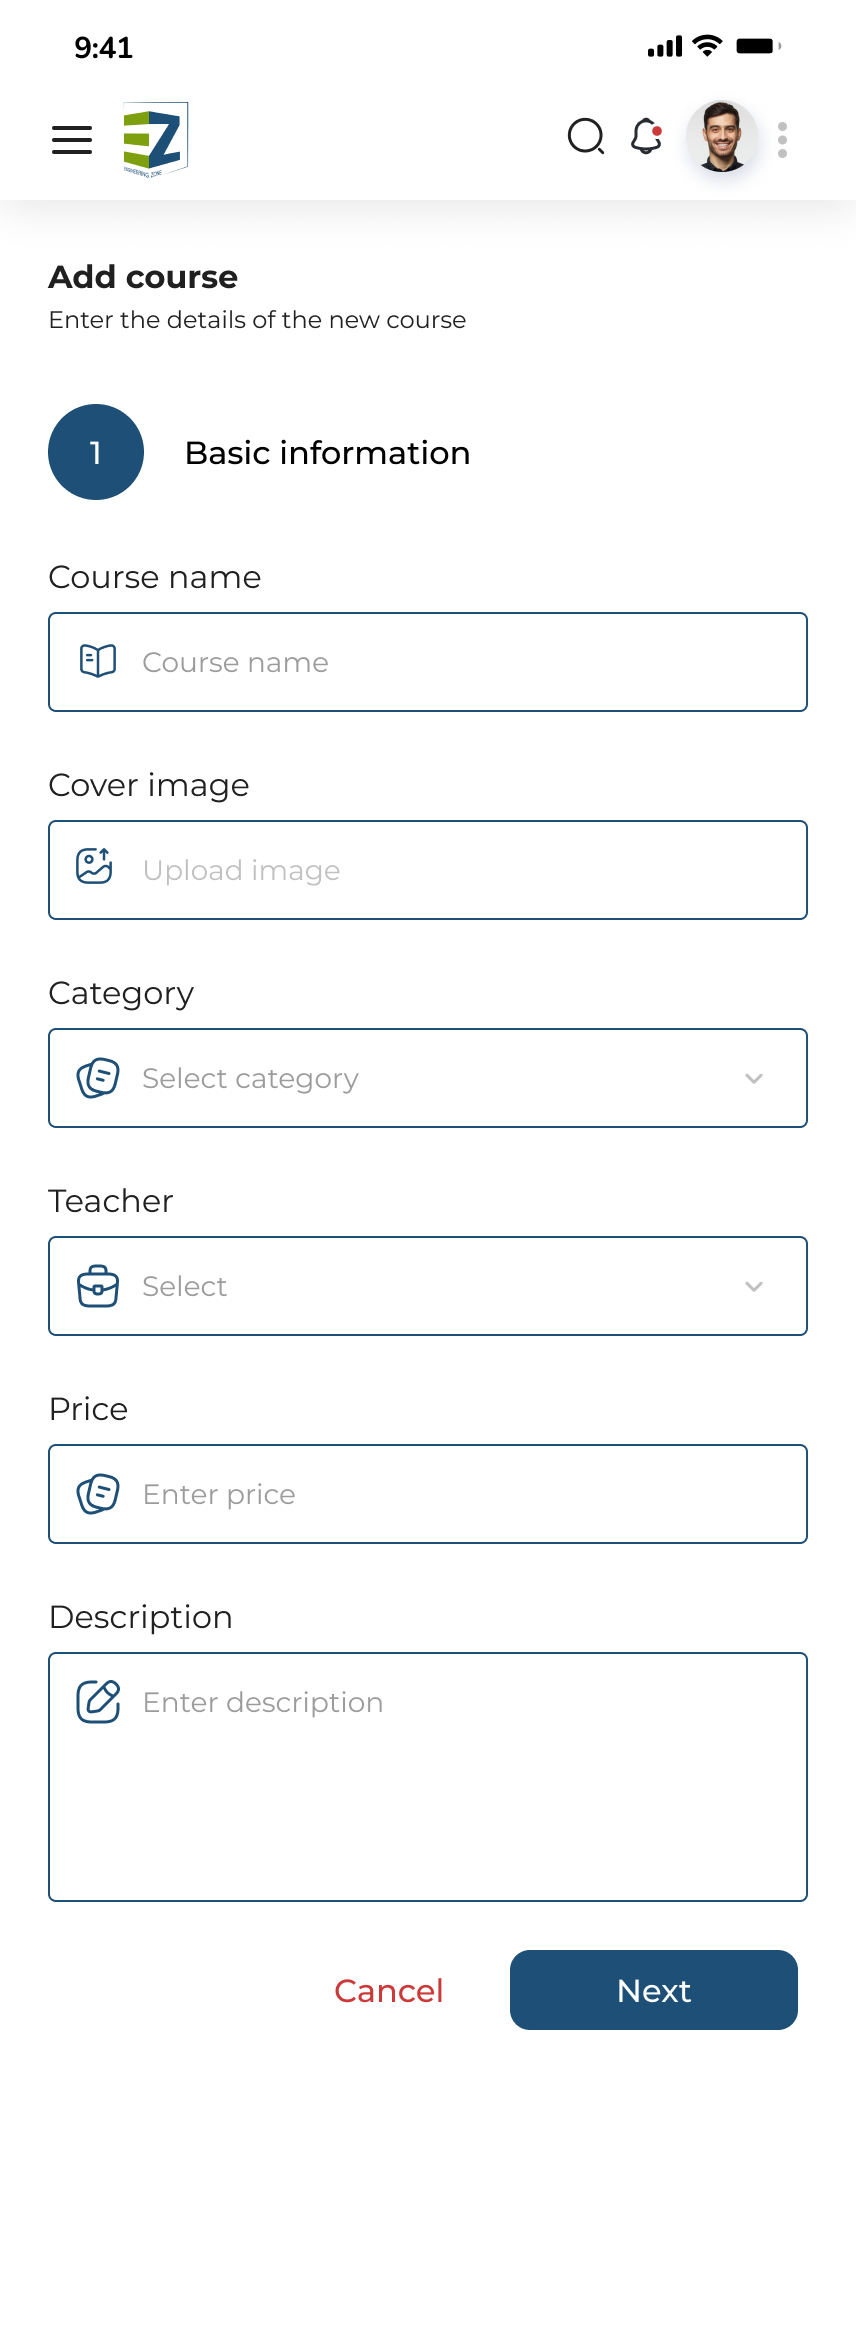 9:41
EZ
ENGINEERING ZONE
Add course
Enter the details of the new course
1
Basic information
Course name
Course name
Cover image
Upload image
Category
Select category
Teacher
Select
Price
Enter price
Description
Enter description
Cancel
Next